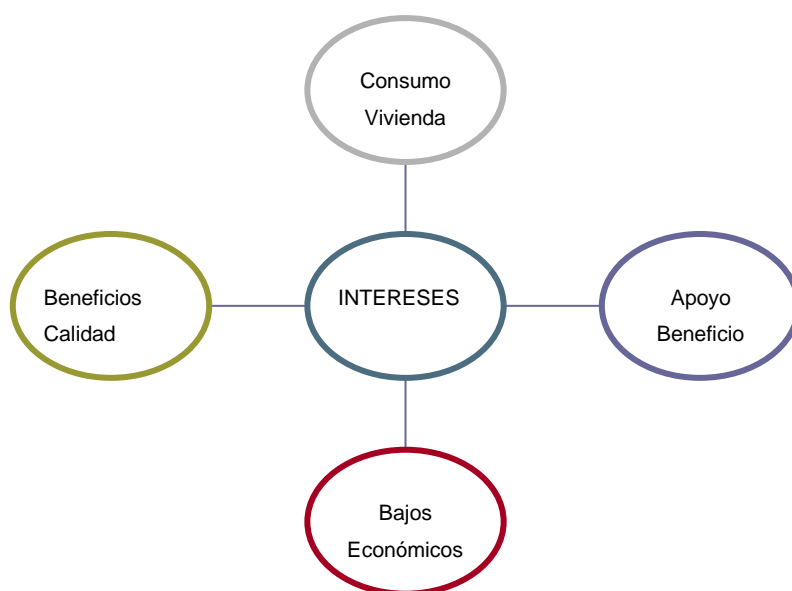 Consumo
Vivienda
Beneficios
Calidad
INTERESES
Apoyo
Beneficio
Bajos
Económicos